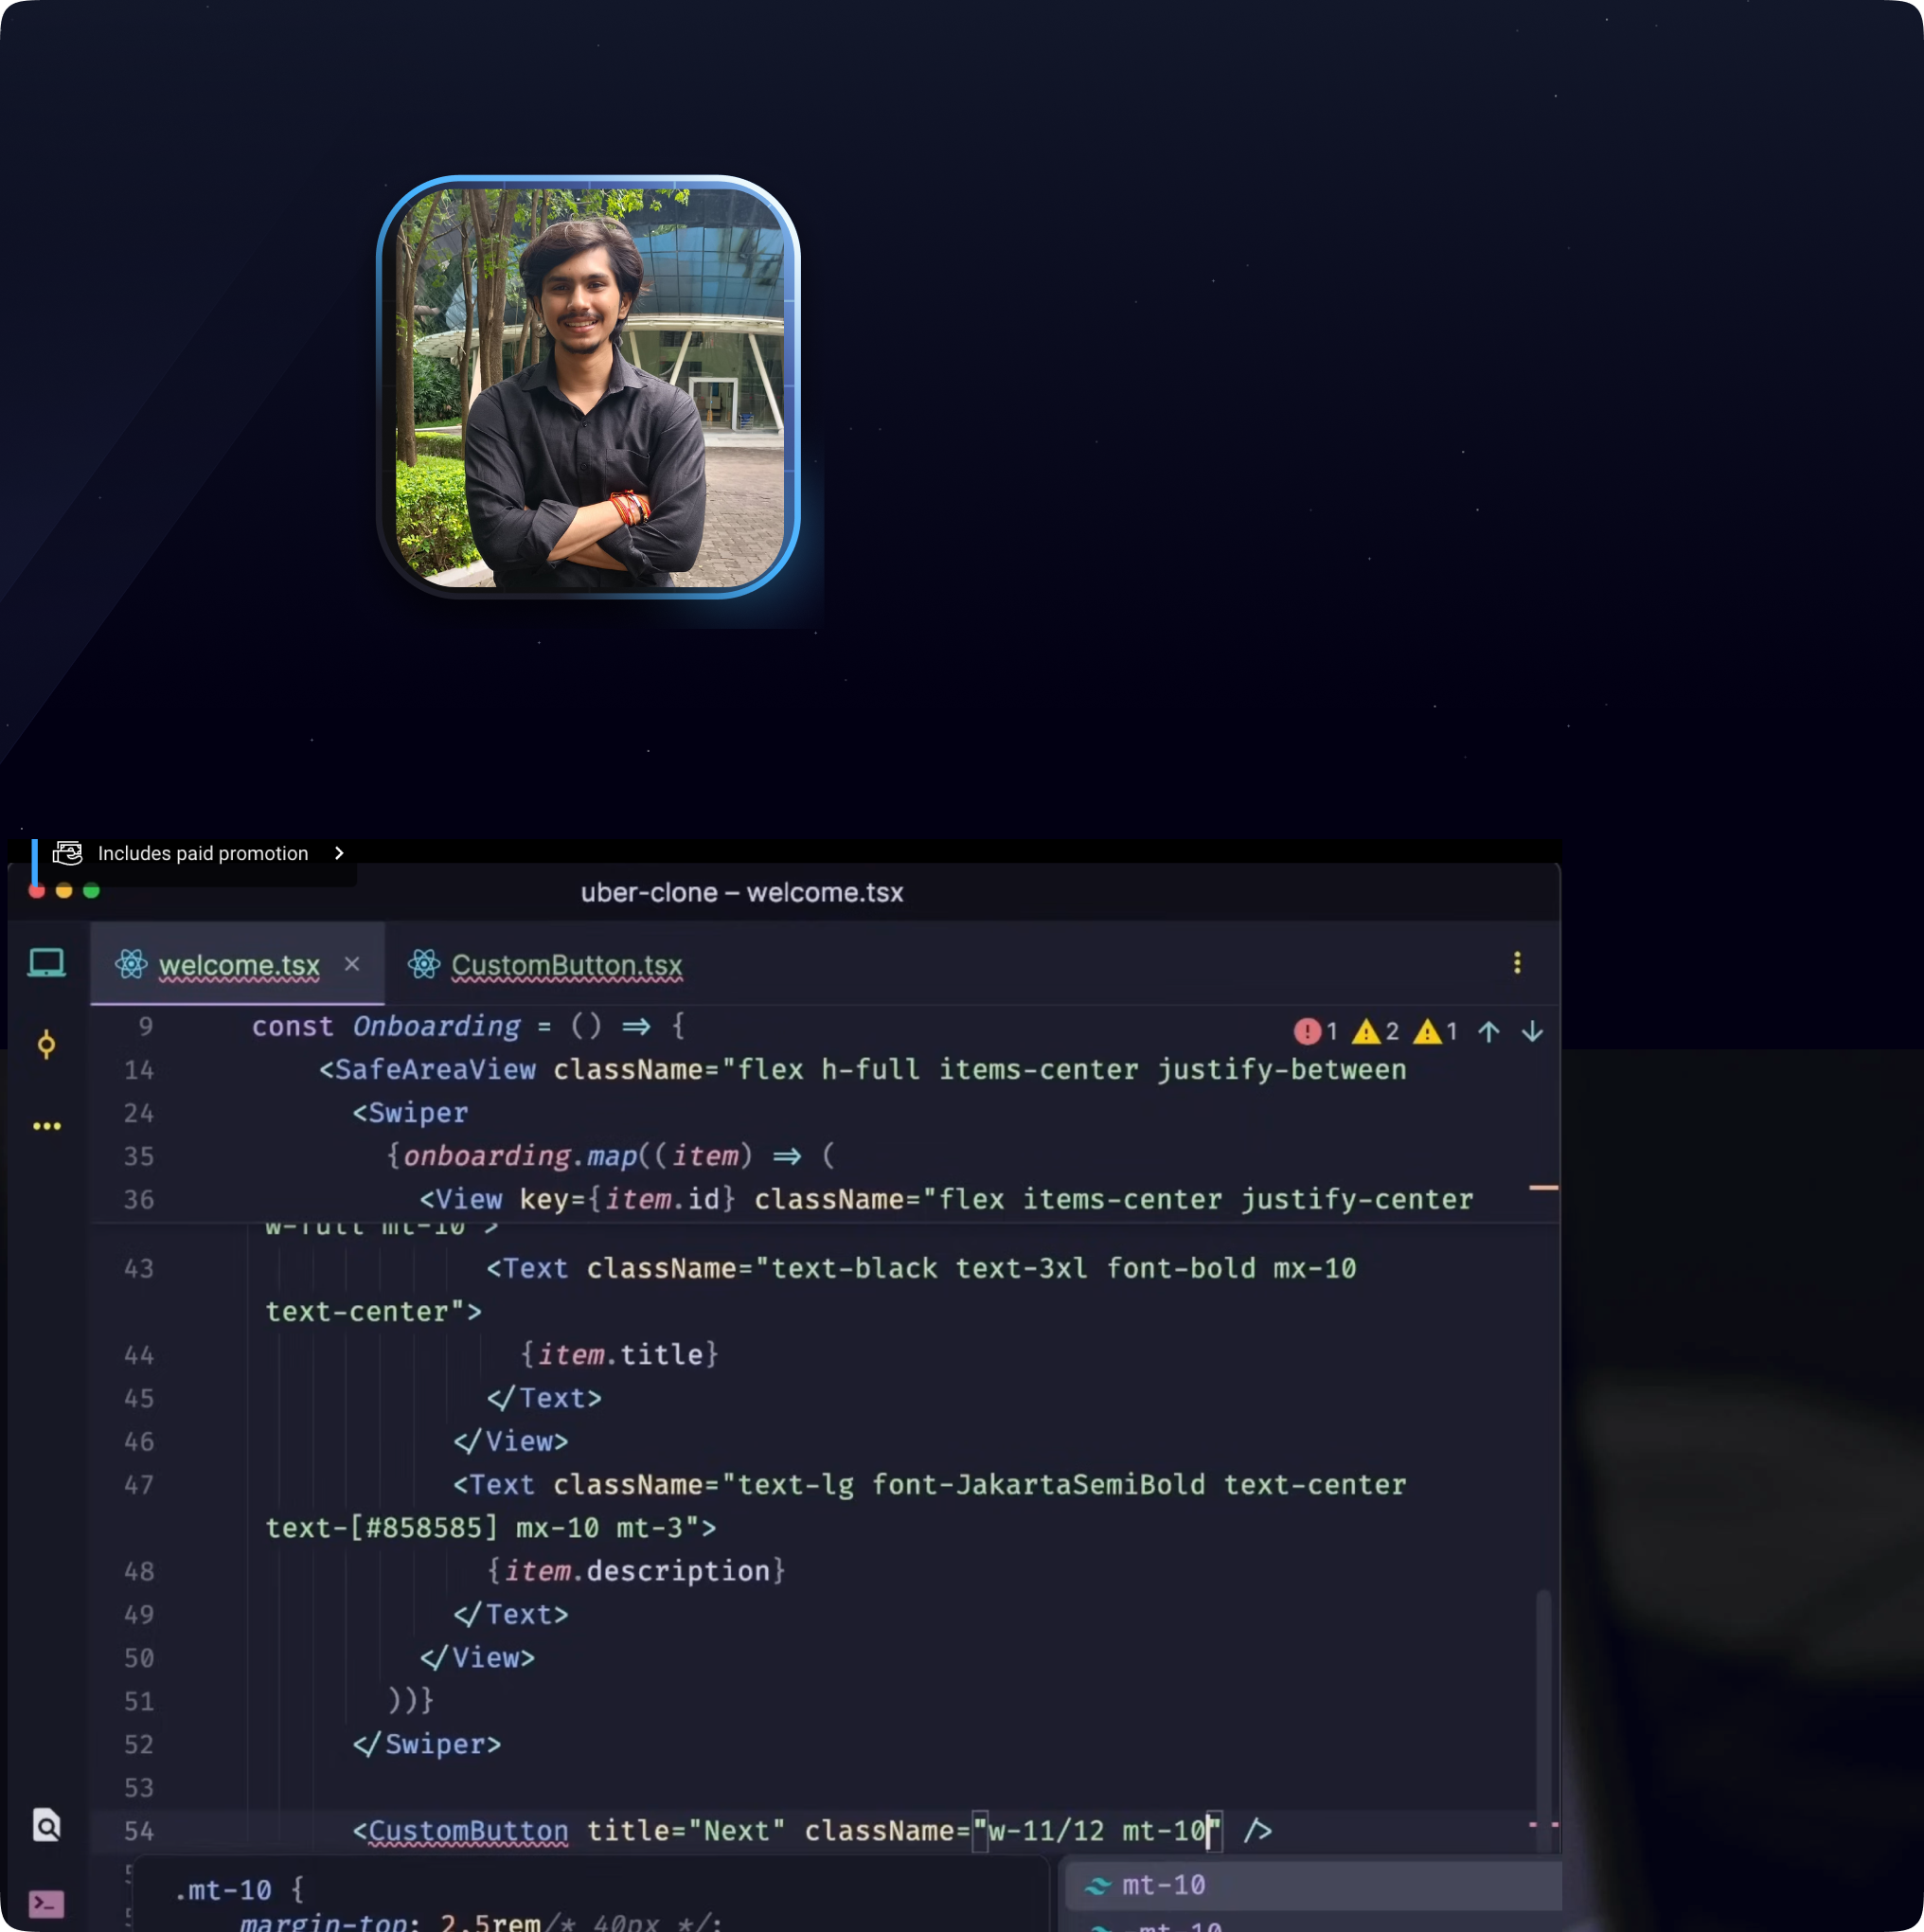 Includes paid promotion
uber-clone – welcome.tsx
welcome.tsx
CustomButton.tsx
9 const Onboarding = () => {
1 2 1
14 <SafeAreaView className="flex h-full items-center justify-between
24 <Swiper
35 {onboarding.map((item) => (
36 <View key={item.id} className="flex items-center justify-center
w-full mt-10">
43 <Text className="text-black text-3xl font-bold mx-10
text-center">
44 {item.title}
45 </Text>
46 </View>
47 <Text className="text-lg font-JakartaSemiBold text-center
text-[#858585] mx-10 mt-3">
48 {item.description}
49 </Text>
50 </View>
51 ))}
52 </Swiper>
53
54 <CustomButton title="Next" className="w-11/12 mt-10" />
.mt-10 {
margin-top: 2.5rem/* 40px */;
mt-10
-mt-10